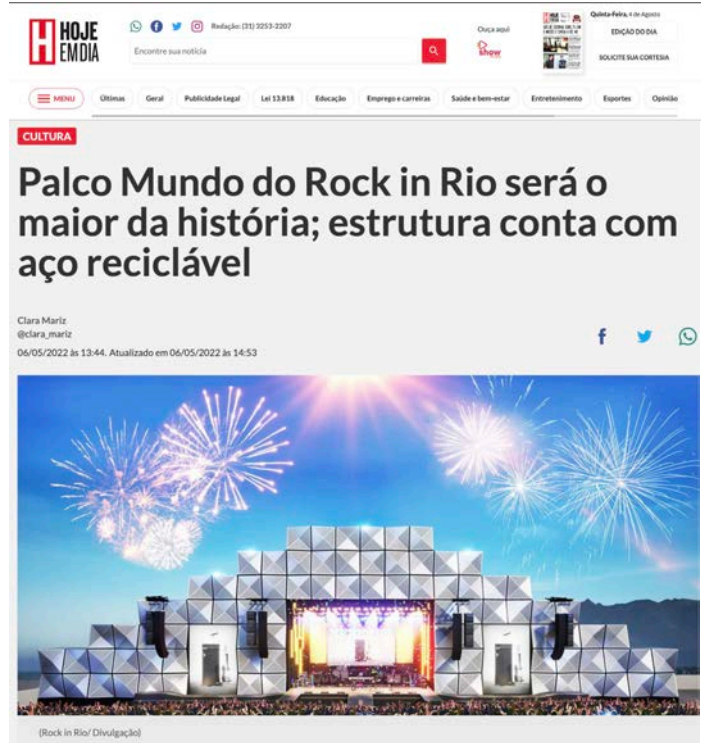 HOJE
EM DIA
Redação: (31) 3253-2207
Encontre sua notícia
Ouça aqui
show
Quinta-Feira, 4 de Agosto
EDIÇÃO DO DIA
SOLICITE SUA CORTESIA
MENU
Últimas
Geral
Publicidade Legal
Lei 13.818
Educação
Emprego e carreiras
Saúde e bem-estar
Entretenimento
Esportes
Opinião
CULTURA
Palco Mundo do Rock in Rio será o
maior da história; estrutura conta com
aço reciclável
Clara Mariz
@clara_mariz
06/05/2022 às 13:44. Atualizado em 06/05/2022 às 14:53
(Rock in Rio/ Divulgação)